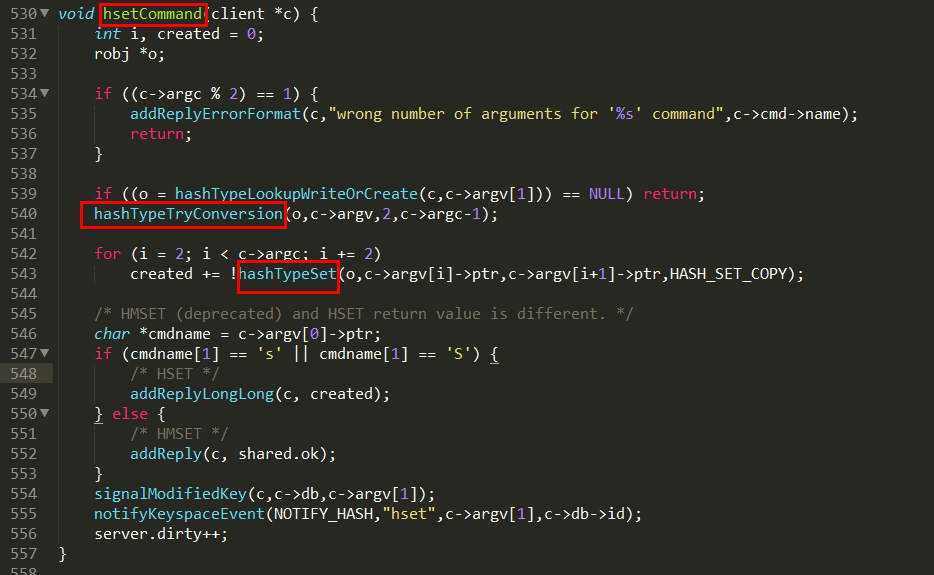 530 void hsetCommand(client *c) {
531     int i, created = 0;
532     robj *o;
533
534     if ((c->argc % 2) == 1) {
535         addReplyErrorFormat(c,"wrong number of arguments for '%s' command",c->cmd->name);
536         return;
537     }
538
539     if ((o = hashTypeLookupWriteOrCreate(c,c->argv[1])) == NULL) return;
540     hashTypeTryConversion(o,c->argv,2,c->argc-1);
541
542     for (i = 2; i < c->argc; i += 2)
543         created += !hashTypeSet(o,c->argv[i]->ptr,c->argv[i+1]->ptr,HASH_SET_COPY);
544
545     /* HMSET (deprecated) and HSET return value is different. */
546     char *cmdname = c->argv[0]->ptr;
547     if (cmdname[1] == 's' || cmdname[1] == 'S') {
548         /* HSET */
549         addReplyLongLong(c, created);
550     } else {
551         /* HMSET */
552         addReply(c, shared.ok);
553     }
554     signalModifiedKey(c,c->db,c->argv[1]);
555     notifyKeyspaceEvent(NOTIFY_HASH,"hset",c->argv[1],c->db->id);
556     server.dirty++;
557 }
558